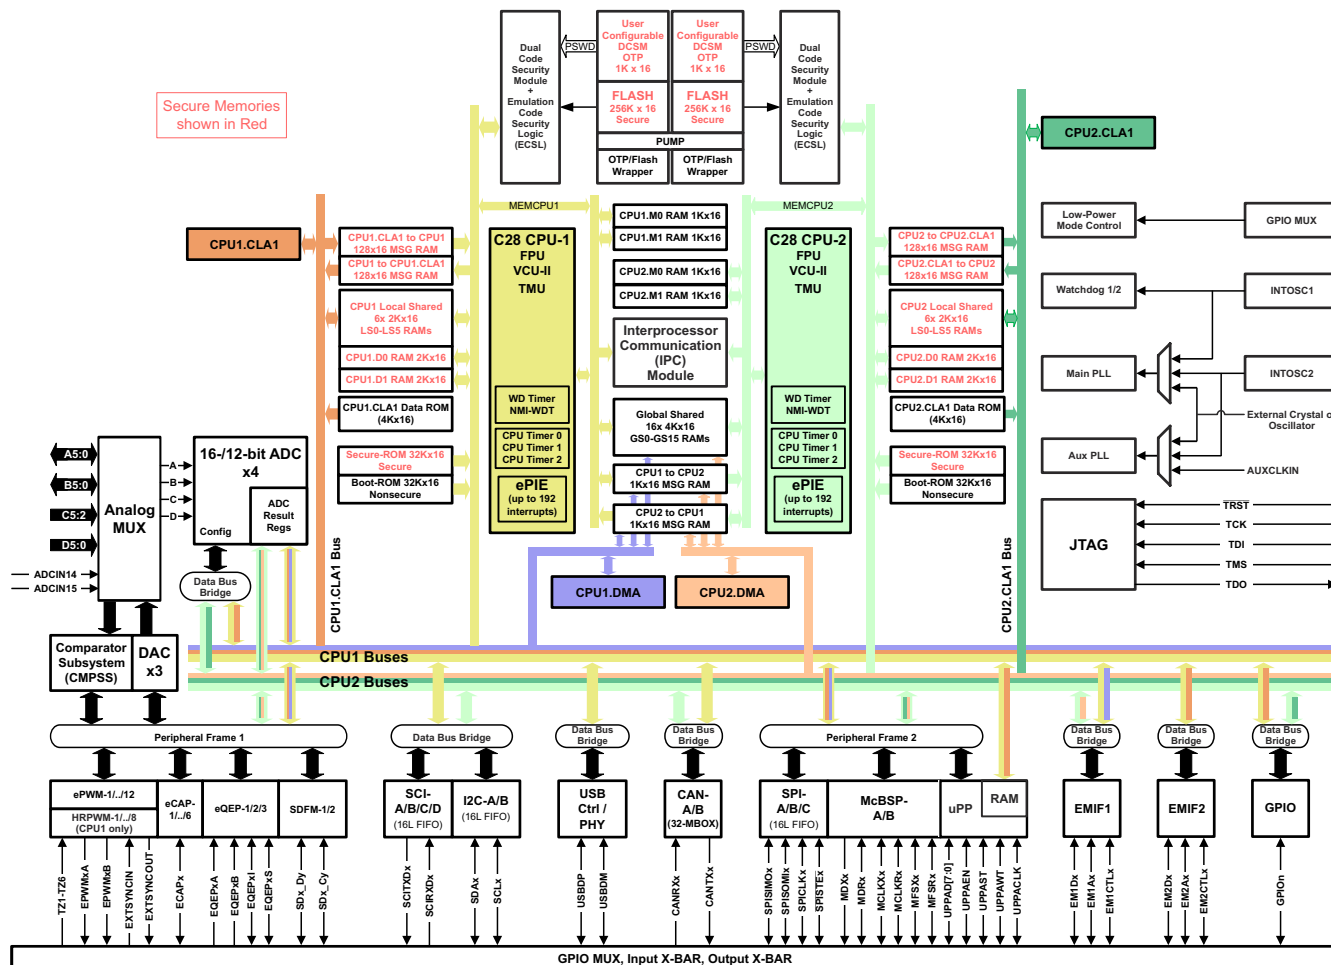 Secure Memories
shown in Red
Dual
Code
Security
Module
+
Emulation
Code
Security
Logic
(ECSL)
PSWD
User
Configurable
DCSM
OTP
1K x 16
User
Configurable
DCSM
OTP
1K x 16
PSWD
FLASH
256K x 16
Secure
FLASH
256K x 16
Secure
PUMP
OTP/Flash
Wrapper
OTP/Flash
Wrapper
Dual
Code
Security
Module
+
Emulation
Code
Security
Logic
(ECSL)
CPU2.CLA1
MEMCPU1
MEMCPU2
CPU1.CLA1
CPU1.CLA1 to CPU1
128x16 MSG RAM
CPU1 to CPU1.CLA1
128x16 MSG RAM
CPU1 Local Shared
6x 2Kx16
LS0-LS5 RAMs
CPU1.D0 RAM 2Kx16
CPU1.D1 RAM 2Kx16
CPU1.CLA1 Data ROM
(4Kx16)
Secure-ROM 32Kx16
Secure
Boot-ROM 32Kx16
Nonsecure
C28 CPU-1
FPU
VCU-II
TMU
WD Timer
NMI-WDT
CPU Timer 0
CPU Timer 1
CPU Timer 2
ePIE
(up to 192
interrupts)
CPU1.M0 RAM 1Kx16
CPU1.M1 RAM 1Kx16
CPU2.M0 RAM 1Kx16
CPU2.M1 RAM 1Kx16
Interprocessor
Communication
(IPC)
Module
Global Shared
16x 4Kx16
GS0-GS15 RAMs
CPU1 to CPU2
1Kx16 MSG RAM
CPU2 to CPU1
1Kx16 MSG RAM
C28 CPU-2
FPU
VCU-II
TMU
WD Timer
NMI-WDT
CPU Timer 0
CPU Timer 1
CPU Timer 2
ePIE
(up to 192
interrupts)
CPU2 to CPU2.CLA1
128x16 MSG RAM
CPU2.CLA1 to CPU2
128x16 MSG RAM
CPU2 Local Shared
6x 2Kx16
LS0-LS5 RAMs
CPU2.D0 RAM 2Kx16
CPU2.D1 RAM 2Kx16
CPU2.CLA1 Data ROM
(4Kx16)
Secure-ROM 32Kx16
Secure
Boot-ROM 32Kx16
Nonsecure
Low-Power
Mode Control
GPIO MUX
Watchdog 1/2
INTOSC1
Main PLL
INTOSC2
External Crystal o
Oscillator
Aux PLL
AUXCLKIN
JTAG
TRST
TCK
TDI
TMS
TDO
A5:0
B5:0
C5:2
D5:0
ADCIN14
ADCIN15
Analog
MUX
A
B
C
D
16-/12-bit ADC
x4
ADC
Result
Regs
Config
Data Bus
Bridge
CPU1.CLA1 Bus
CPU2.CLA1 Bus
CPU1.DMA
CPU2.DMA
Comparator
Subsystem
(CMPSS)
DAC
x3
CPU1 Buses
CPU2 Buses
Peripheral Frame 1
Data Bus Bridge
Data Bus
Bridge
Data Bus
Bridge
Peripheral Frame 2
Data Bus
Bridge
Data Bus
Bridge
Data Bus
Bridge
ePWM-1/../12
HRPWM-1/../8
(CPU1 only)
eCAP-
1/../6
eQEP-1/2/3
SDFM-1/2
SCI-
A/B/C/D
(16L FIFO)
I2C-A/B
(16L FIFO)
USB
Ctrl /
PHY
CAN-
A/B
(32-MBOX)
SPI-
A/B/C
(16L FIFO)
McBSP-
A/B
uPP
RAM
EMIF1
EMIF2
GPIO
TZ1-TZ6
EPWMxA
EPWMxB
EXTSYNCIN
EXTSYNCOUT
ECAPx
EQEPxA
EQEPxB
EQEPxI
EQEPxS
SDx_Dy
SDx_Cy
SCITXDx
SCIRXDx
SDAx
SCLx
USBDP
USBDM
CANRXx
CANTXx
SPISIMOx
SPISOMIx
SPICLKx
SPISTEx
MDXx
MDRx
MCLKXx
MCLKRx
MFSXx
MFSRx
UPPAD[7:0]
UPPAEN
UPPAST
UPPAWT
UPPACLK
EM1Dx
EM1Ax
EM1CTLx
EM2Dx
EM2Ax
EM2CTLx
GPIOn
GPIO MUX, Input X-BAR, Output X-BAR